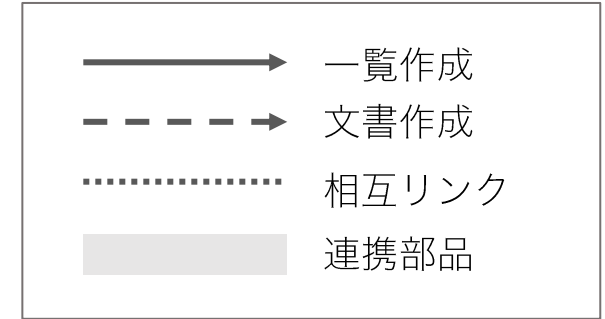 一覧作成
文書作成
相互リンク
連携部品